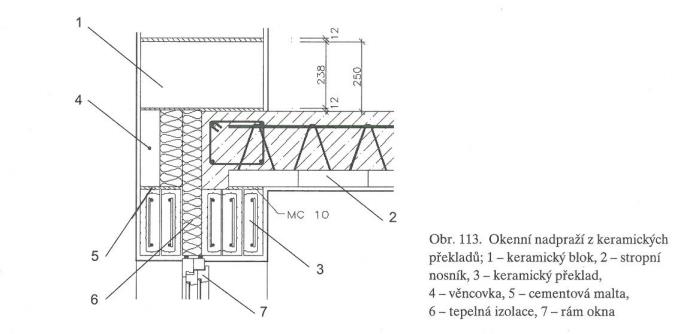 1
12
238
250
12
4
MC 10
2
5
3
6
7
Obr. 113. Okenní nadpraží z keramických
překladů; 1 – keramický blok, 2 – stropní
nosník, 3 – keramický překlad,
4 – věncovka, 5 – cementová malta,
6 – tepelná izolace, 7 – rám okna